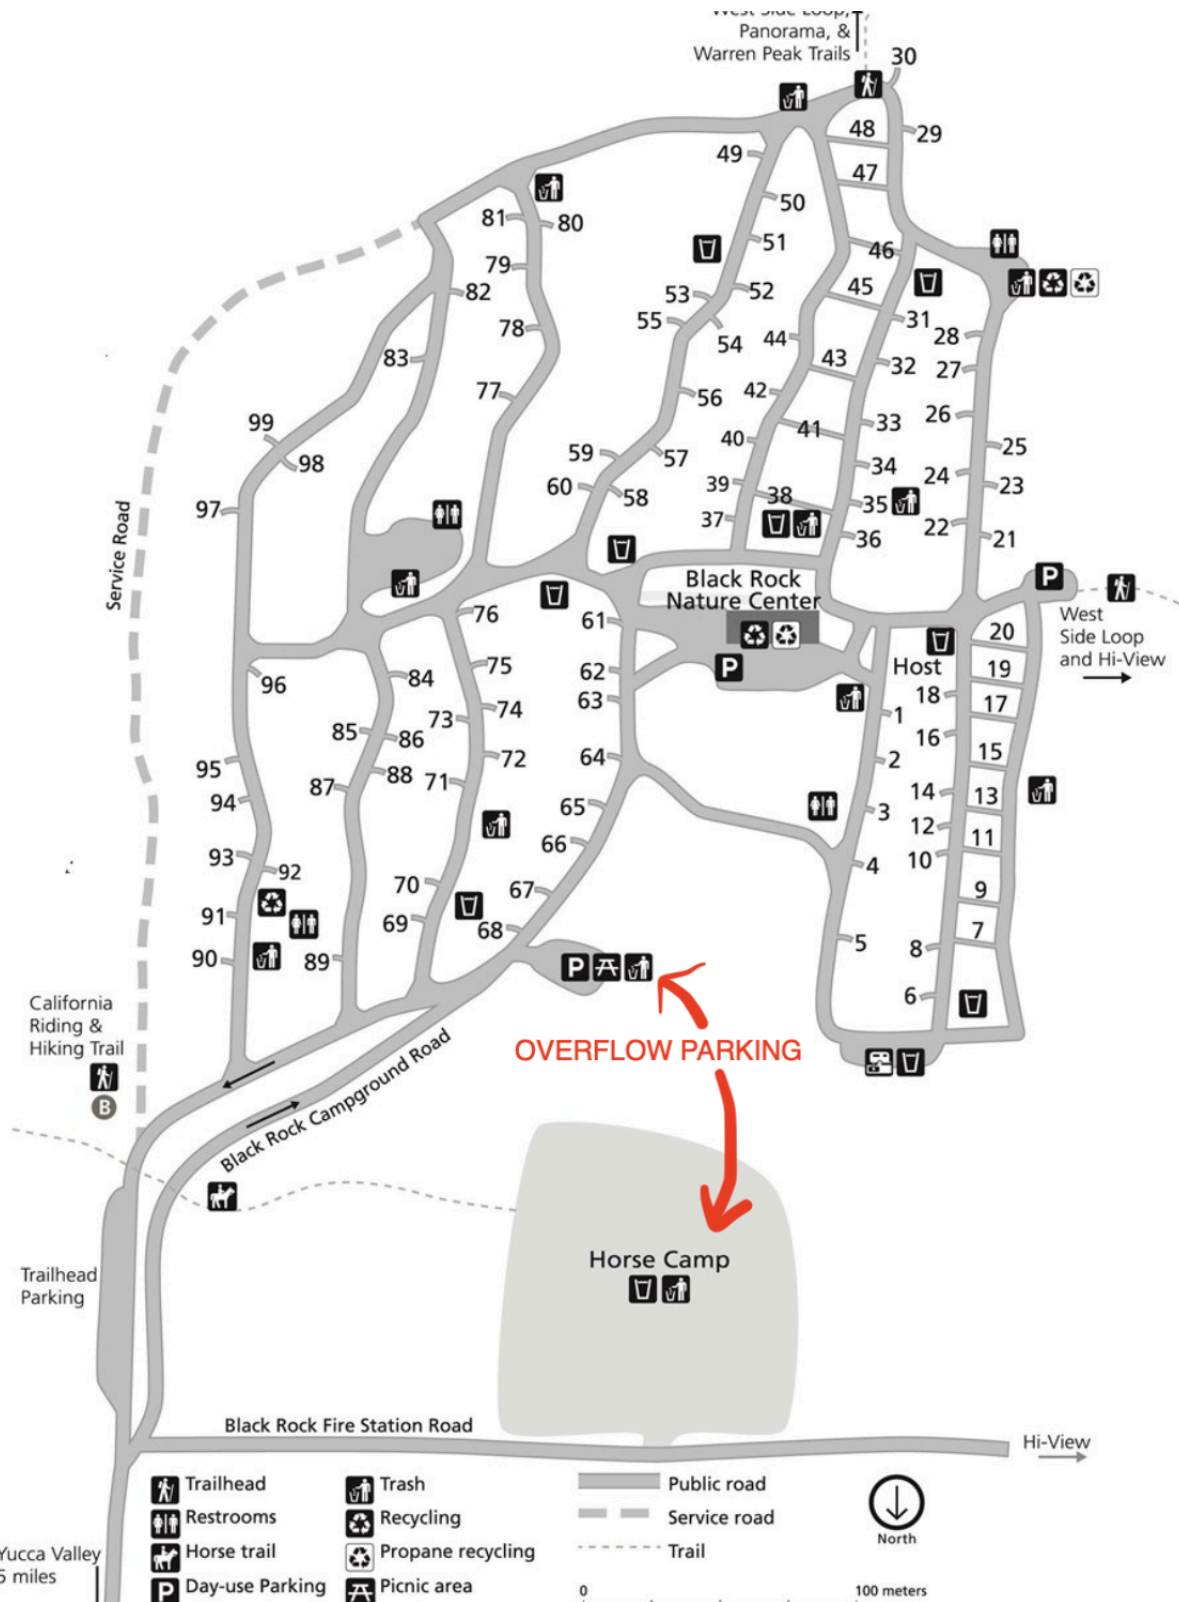 West Side Loop,
Panorama, &
Warren Peak Trails
30
48
29
49
47
50
81
80
51
46
79
82
53
52
45
55
31
78
54
44
28
83
43
32
27
77
56
42
99
26
33
41
40
25
59
57
98
34
24
39
60
58
38
23
97
35
37
22
36
21
Service Road
Black Rock
Nature Center
P
76
61
West
Side Loop
and Hi-View
20
75
62
P
Host
19
96
84
63
18
17
74
73
1
85
86
16
64
72
2
15
95
88
87
71
14
13
94
65
3
12
11
66
93
10
92
4
70
67
9
91
69
68
7
5
8
90
89
P
6
California
Riding &
Hiking Trail
B
OVERFLOW PARKING
Black Rock Campground Road
Trailhead
Parking
Horse Camp
Black Rock Fire Station Road
Hi-View
Trailhead
Trash
Public road
Restrooms
Recycling
Service road
North
Horse trail
Propane recycling
Trail
Yucca Valley
5 miles
P
Day-use Parking
Picnic area
0
100 meters